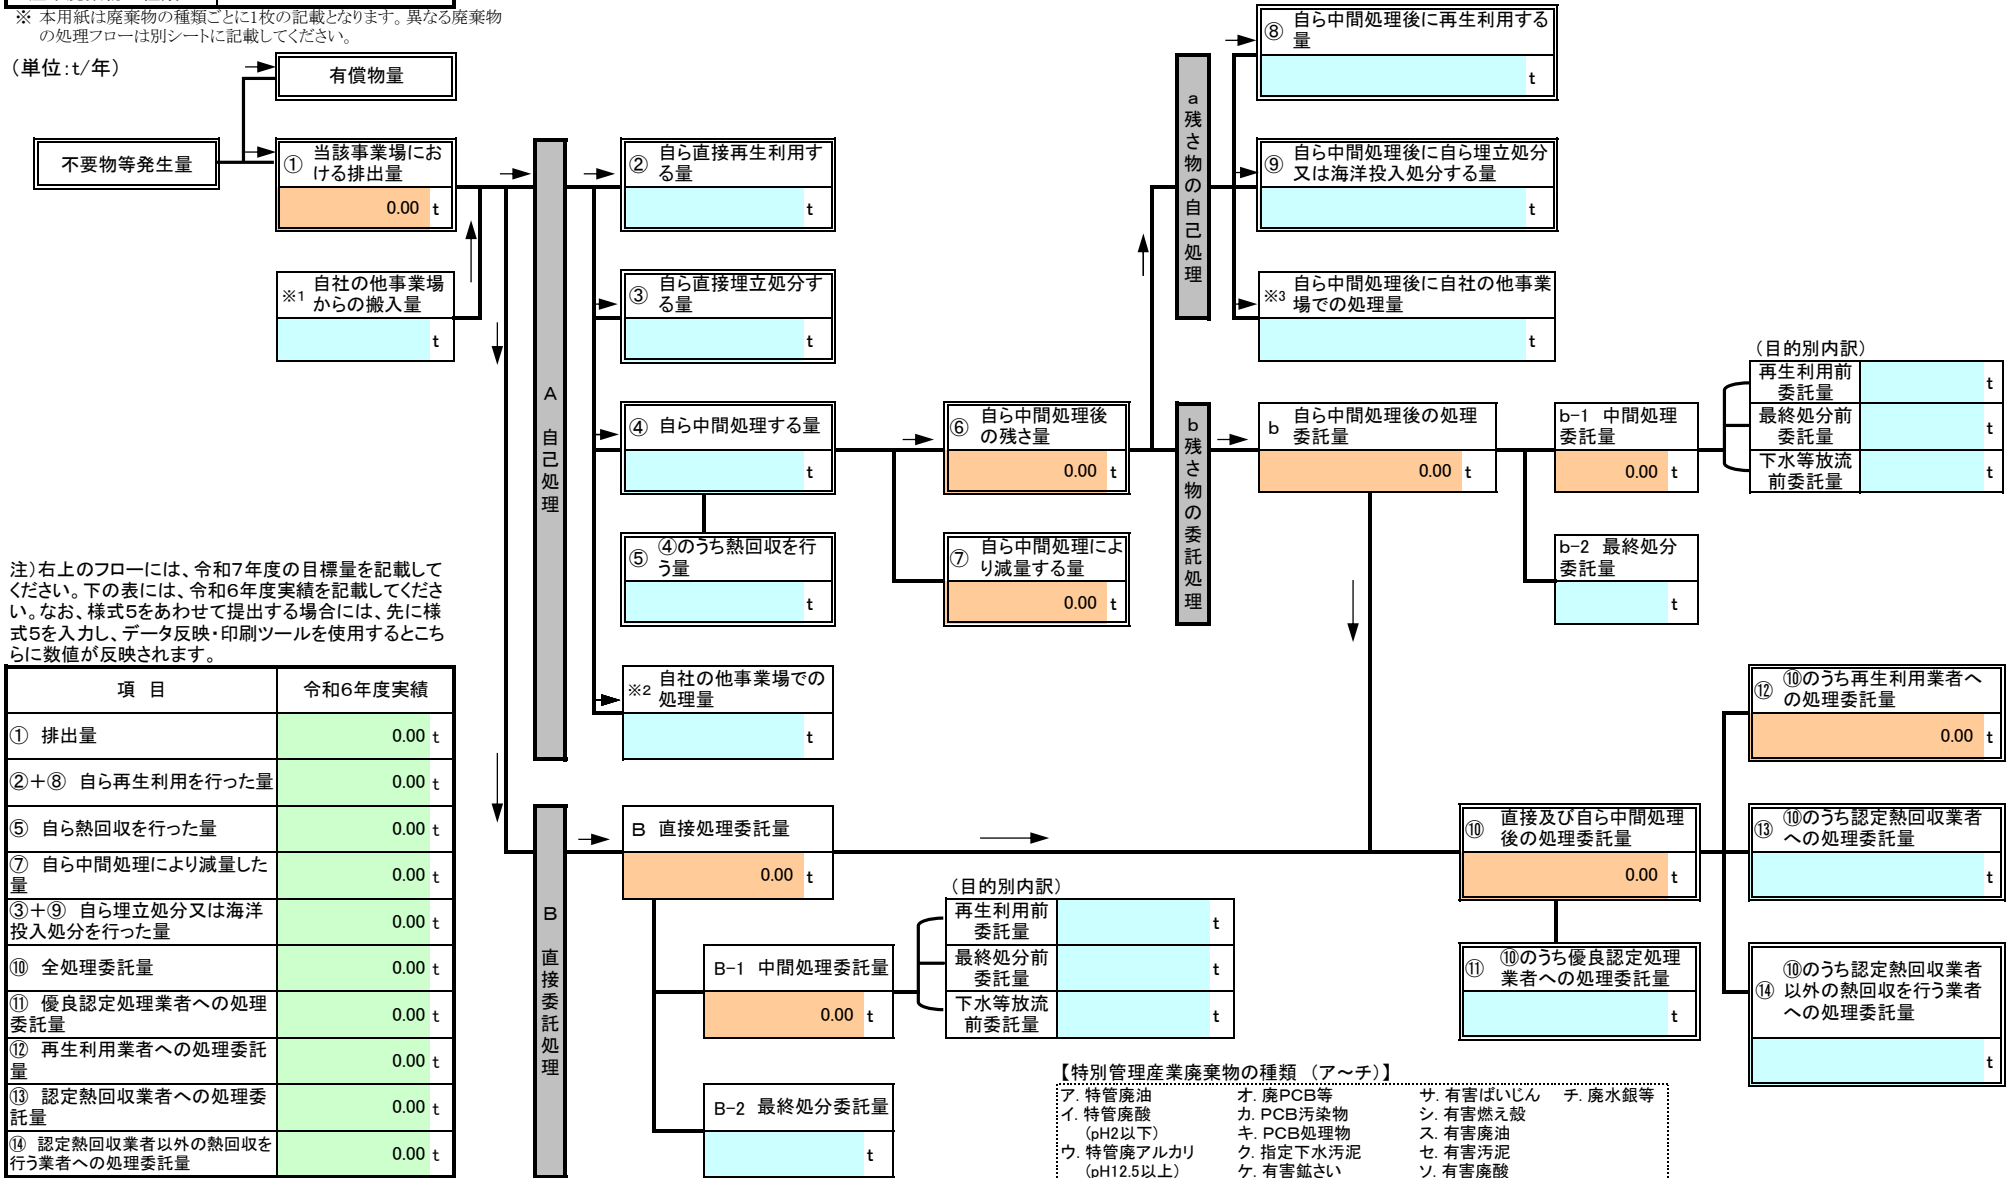 ※ 本用紙は廃棄物の種類ごとに1枚の記載となります。異なる廃棄物
の処理フローは別シートに記載してください。
（単位：t/年）
有償物量
不要物等発生量
① 当該事業場にお
ける排出量
0.00 t
※1 自社の他事業場
からの搬入量
t
A 自己処理
② 自ら直接再生利用す
る量
t
③ 自ら直接埋立処分す
る量
t
④ 自ら中間処理する量
t
⑤ ④のうち熱回収を行
う量
t
※2 自社の他事業場での
処理量
t
⑥ 自ら中間処理後
の残さ量
0.00 t
⑦ 自ら中間処理によ
り減量する量
0.00 t
a 残さ物の自己処理
⑧ 自ら中間処理後に再生利用する
量
t
⑨ 自ら中間処理後に自ら埋立処分
又は海洋投入処分する量
t
※3 自ら中間処理後に自社の他事業
場での処理量
t
b 残さ物の委託処理
b 自ら中間処理後の処理
委託量
0.00 t
b-1 中間処理
委託量
0.00 t
（目的別内訳）
再生利用前
委託量
t
最終処分前
委託量
t
下水等放流
前委託量
t
b-2 最終処分
委託量
t
注）右上のフローには、令和7年度の目標量を記載して
ください。下の表には、令和6年度実績を記載してくださ
い。なお、様式5をあわせて提出する場合には、先に様
式5を入力し、データ反映・印刷ツールを使用するとこち
らに数値が反映されます。
項 目 令和6年度実績
① 排出量 0.00 t
②＋⑧ 自ら再生利用を行った量 0.00 t
⑤ 自ら熱回収を行った量 0.00 t
⑦ 自ら中間処理により減量した
量 0.00 t
③＋⑨ 自ら埋立処分又は海洋
投入処分を行った量 0.00 t
⑩ 全処理委託量 0.00 t
⑪ 優良認定処理業者への処理
委託量 0.00 t
⑫ 再生利用業者への処理委託
量 0.00 t
⑬ 認定熱回収業者への処理委
託量 0.00 t
⑭ 認定熱回収業者以外の熱回収を
行う業者への処理委託量 0.00 t
B 直接委託処理
B 直接処理委託量
0.00 t
B-1 中間処理委託量
0.00 t
（目的別内訳）
再生利用前
委託量
t
最終処分前
委託量
t
下水等放流
前委託量
t
B-2 最終処分委託量
t
⑩ 直接及び自ら中間処理
後の処理委託量
0.00 t
⑪ ⑩のうち優良認定処理
業者への処理委託量
t
⑫ ⑩のうち再生利用業者へ
の処理委託量
0.00 t
⑬ ⑩のうち認定熱回収業者
への処理委託量
t
⑭ ⑩のうち認定熱回収業者
以外の熱回収を行う業者
への処理委託量
t
【特別管理産業廃棄物の種類 （ア～チ）】
ア. 特管廃油 オ. 廃PCB等 サ. 有害ばいじん チ. 廃水銀等
イ. 特管廃酸 カ. PCB汚染物 シ. 有害燃え殻
（pH2以下） キ. PCB処理物 ス. 有害廃油
ウ. 特管廃アルカリ ク. 指定下水汚泥 セ. 有害汚泥
（pH12.5以上） ケ. 有害鉱さい ソ. 有害廃酸